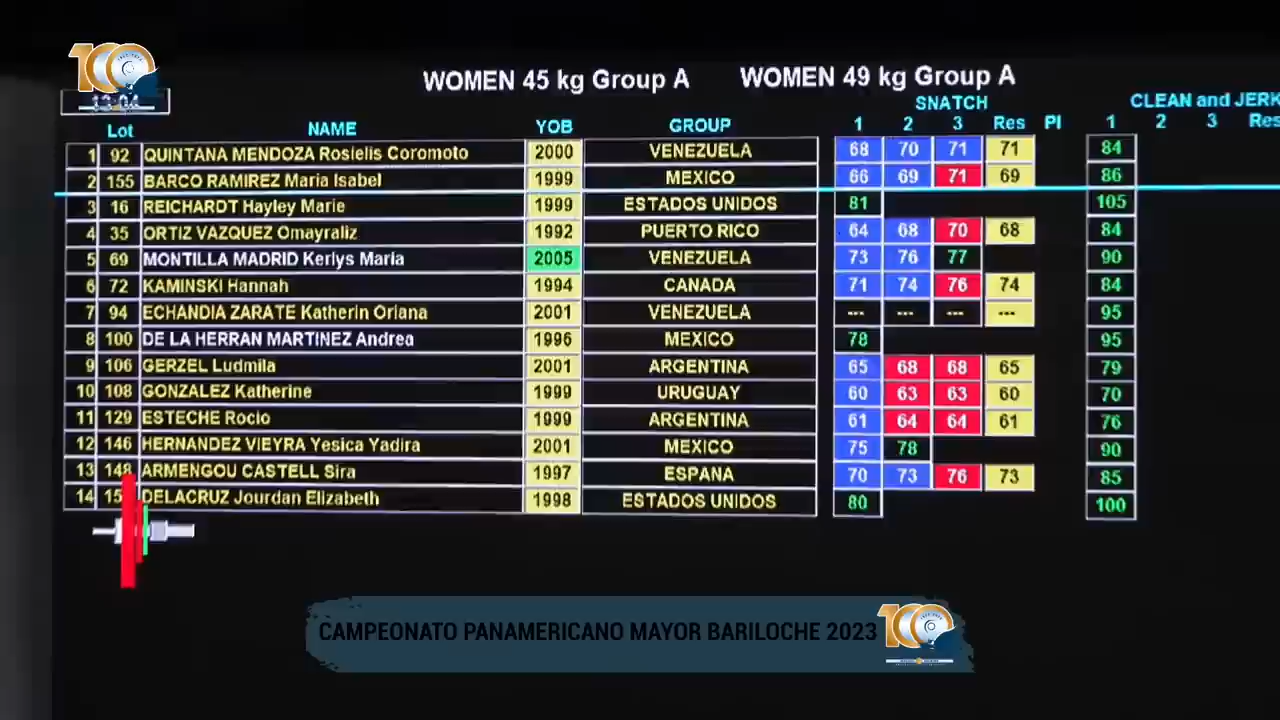 100
13:04
WOMEN 45 kg Group A WOMEN 49 kg Group A
SNATCH CLEAN and JERK
Lot NAME YOB GROUP 1 2 3 Res Pl 1 2 3 Res
1 92 QUINTANA MENDOZA Rosielis Coromoto 2000 VENEZUELA 68 70 71 71 84
2 155 BARCO RAMIREZ Maria Isabel 1999 MEXICO 66 69 71 69 86
3 16 REICHARDT Hayley Marie 1999 ESTADOS UNIDOS 81 105
4 35 ORTIZ VAZQUEZ Omayraliz 1992 PUERTO RICO 64 68 70 68 84
5 69 MONTILLA MADRID Kerlys Maria 2005 VENEZUELA 73 76 77 90
6 72 KAMINSKI Hannah 1994 CANADA 71 74 76 74 84
7 94 ECHANDIA ZARATE Katherin Oriana 2001 VENEZUELA --- --- --- --- 95
8 100 DE LA HERRAN MARTINEZ Andrea 1996 MEXICO 78 95
9 106 GERZEL Ludmila 2001 ARGENTINA 65 68 68 65 79
10 108 GONZALEZ Katherine 1999 URUGUAY 60 63 63 60 70
11 129 ESTECHE Rocio 1999 ARGENTINA 61 64 64 61 76
12 146 HERNANDEZ VIEYRA Yesica Yadira 2001 MEXICO 75 78 90
13 148 ARMENGOU CASTELL Sira 1997 ESPANA 70 73 76 73 85
14 DELACRUZ Jourdan Elizabeth 1998 ESTADOS UNIDOS 80 100
CAMPEONATO PANAMERICANO MAYOR BARILOCHE 2023 100